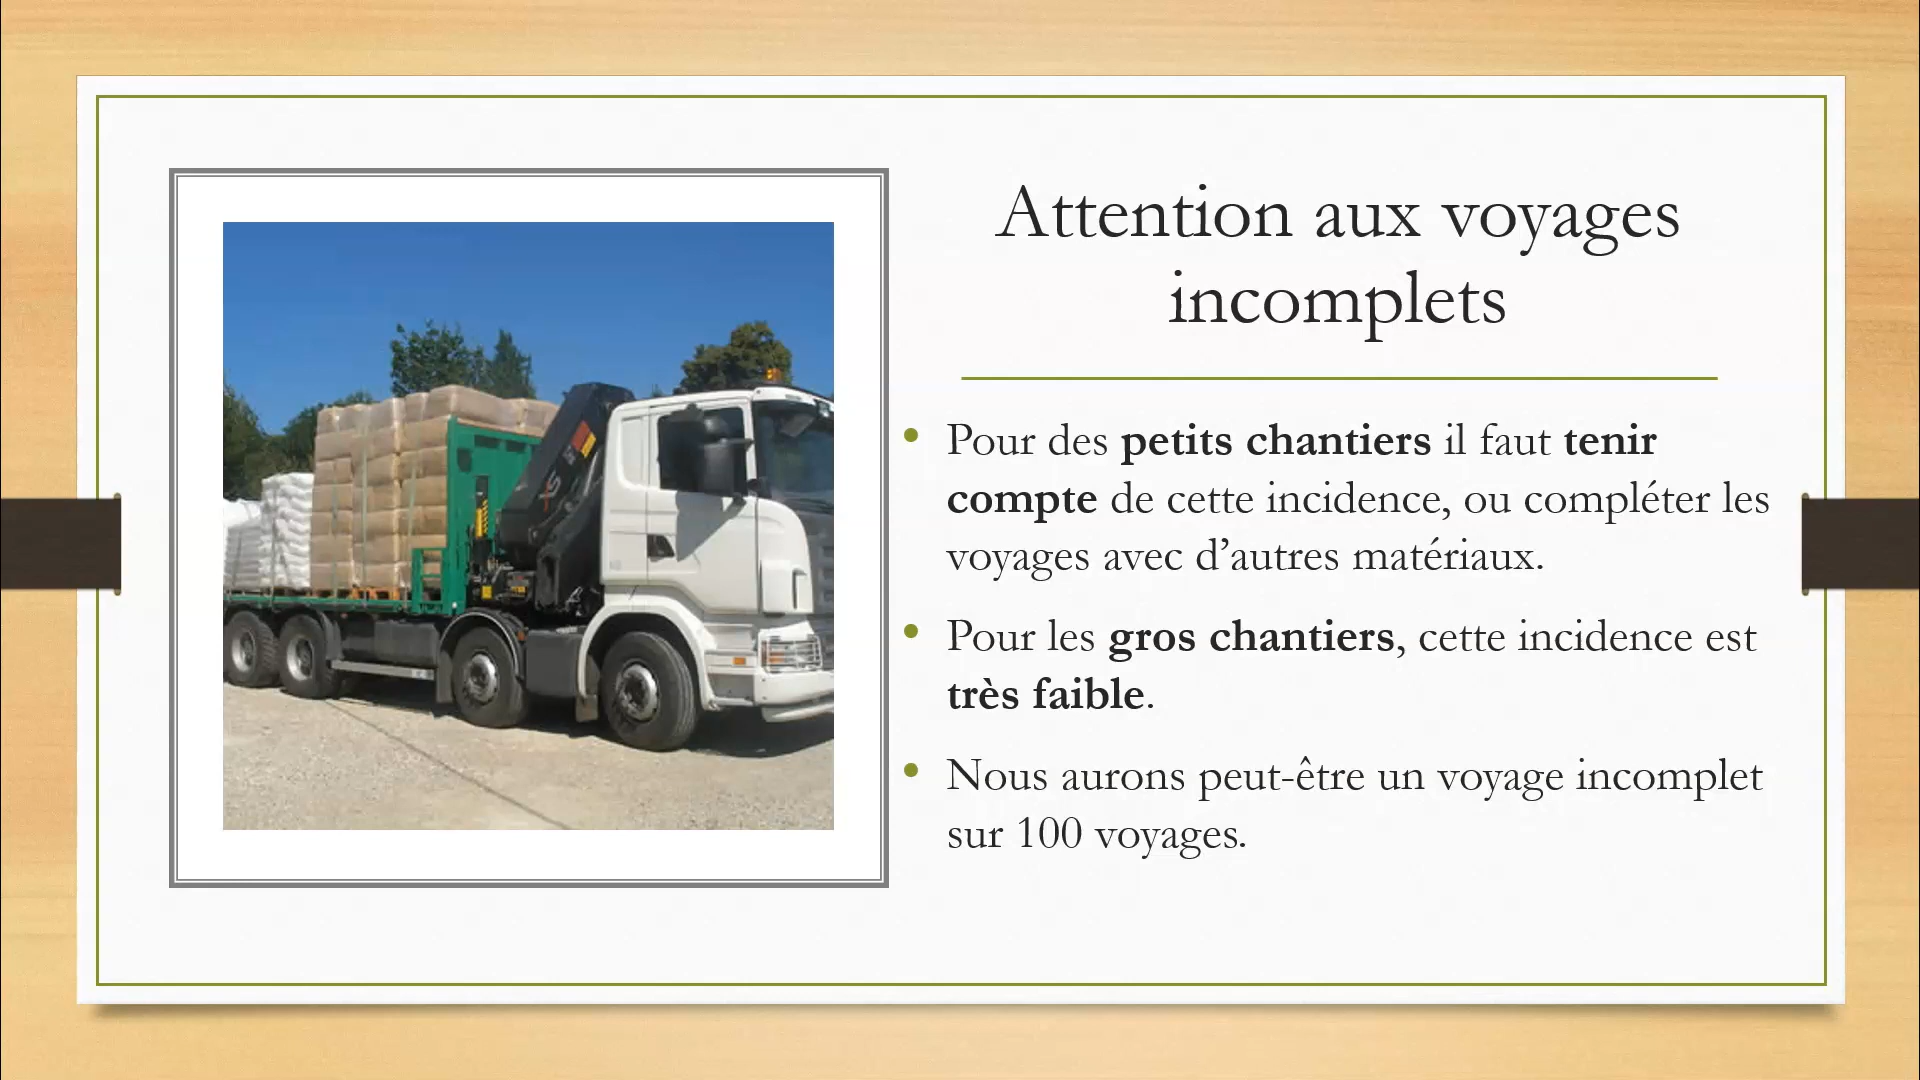 Attention aux voyages
incomplets
• Pour des petits chantiers il faut tenir
compte de cette incidence, ou compléter les
voyages avec d’autres matériaux.
• Pour les gros chantiers, cette incidence est
très faible.
• Nous aurons peut-être un voyage incomplet
sur 100 voyages.